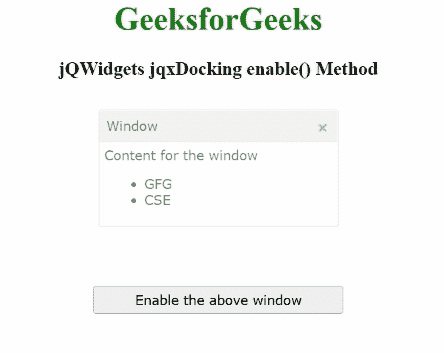 GeeksforGeeks
jQWidgets jqxDocking enable() Method
Window ×
Content for the window
• GFG
• CSE
Enable the above window